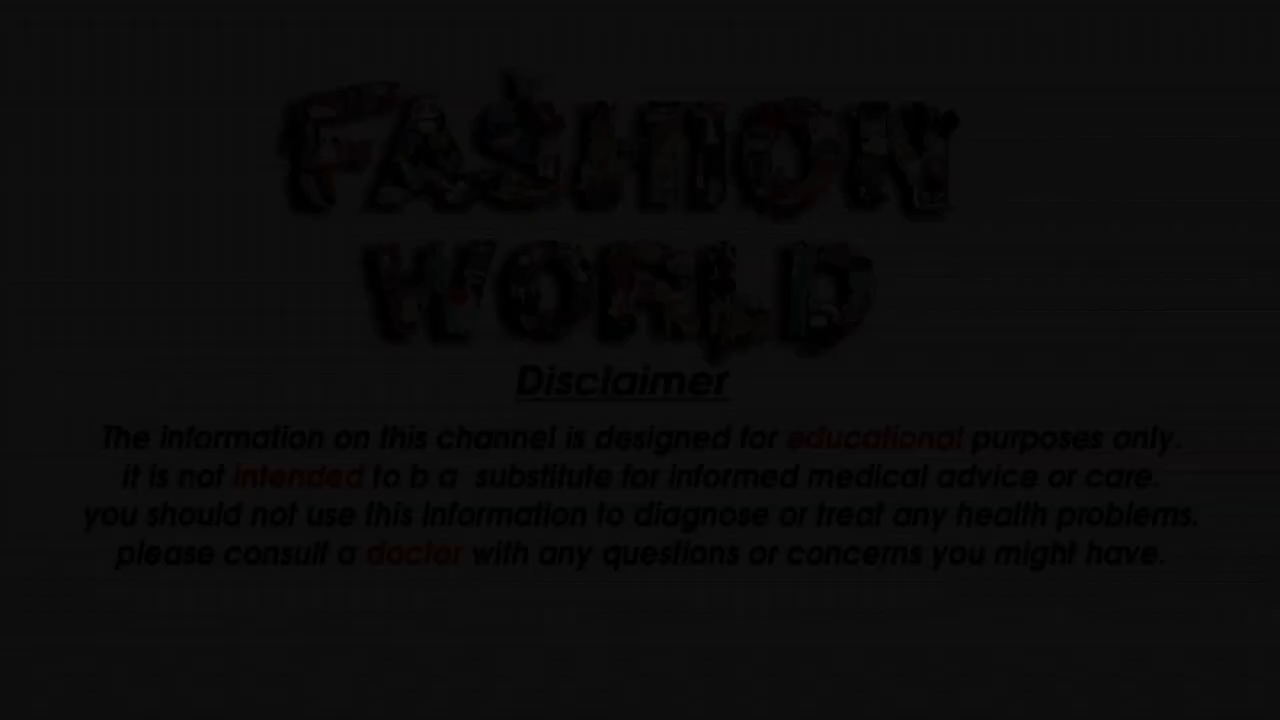 FASHION
WORLD
Disclaimer
The information on this channel is designed for educational purposes only.
it is not intended to b a substitute for informed medical advice or care.
you should not use this information to diagnose or treat any health problems.
please consult a doctor with any questions or concerns you might have.